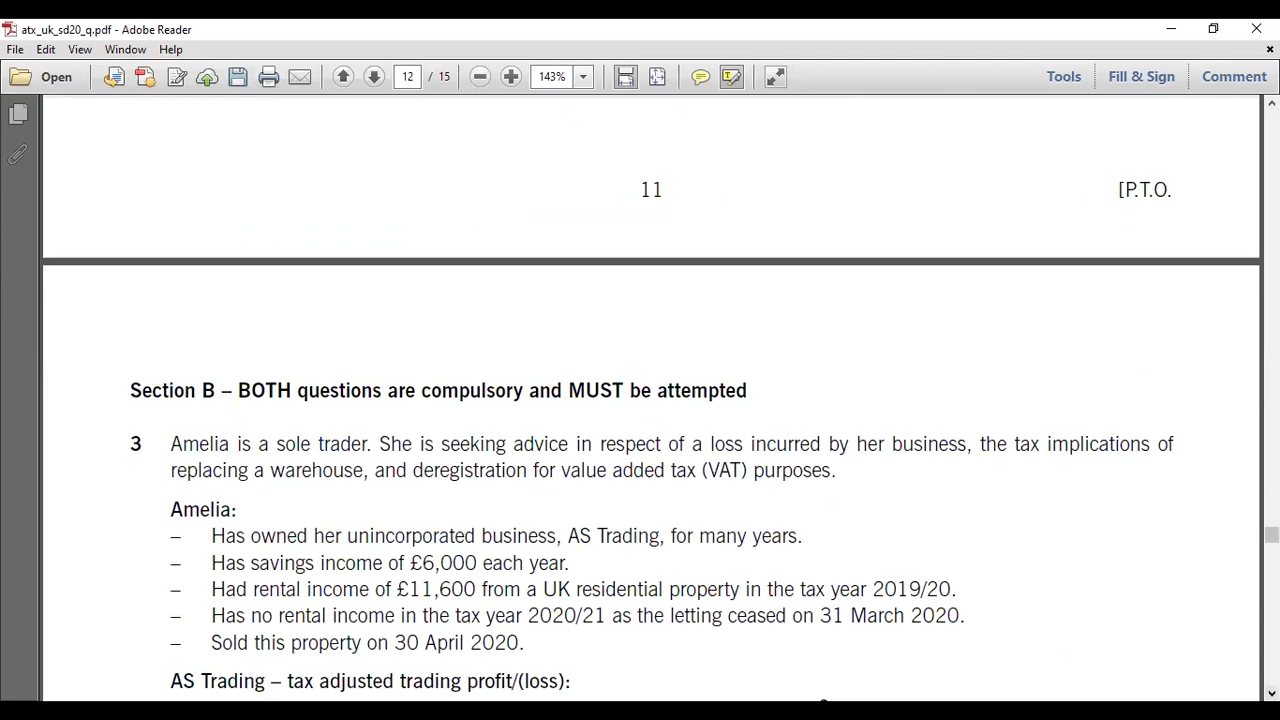 atx_uk_sd20_q.pdf - Adobe Reader
File Edit View Window Help
Open 12 / 15 143% Tools Fill & Sign Comment
11 [P.T.O.
Section B – BOTH questions are compulsory and MUST be attempted
3 Amelia is a sole trader. She is seeking advice in respect of a loss incurred by her business, the tax implications of
replacing a warehouse, and deregistration for value added tax (VAT) purposes.
Amelia:
– Has owned her unincorporated business, AS Trading, for many years.
– Has savings income of £6,000 each year.
– Had rental income of £11,600 from a UK residential property in the tax year 2019/20.
– Has no rental income in the tax year 2020/21 as the letting ceased on 31 March 2020.
– Sold this property on 30 April 2020.
AS Trading – tax adjusted trading profit/(loss):